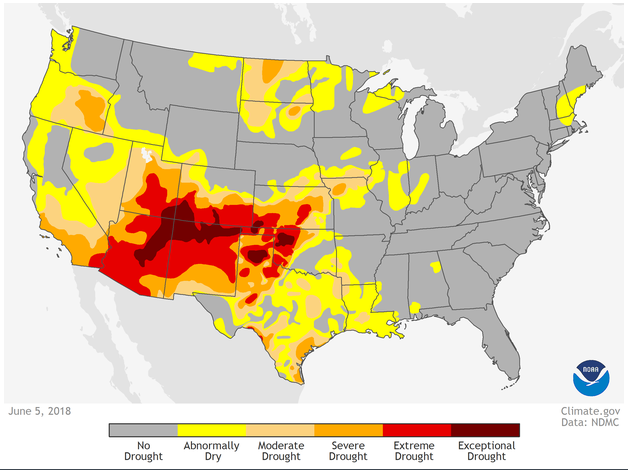 NOAA
June 5, 2018
Climate.gov
Data: NDMC
No
Drought
Abnormally
Dry
Moderate
Drought
Severe
Drought
Extreme
Drought
Exceptional
Drought